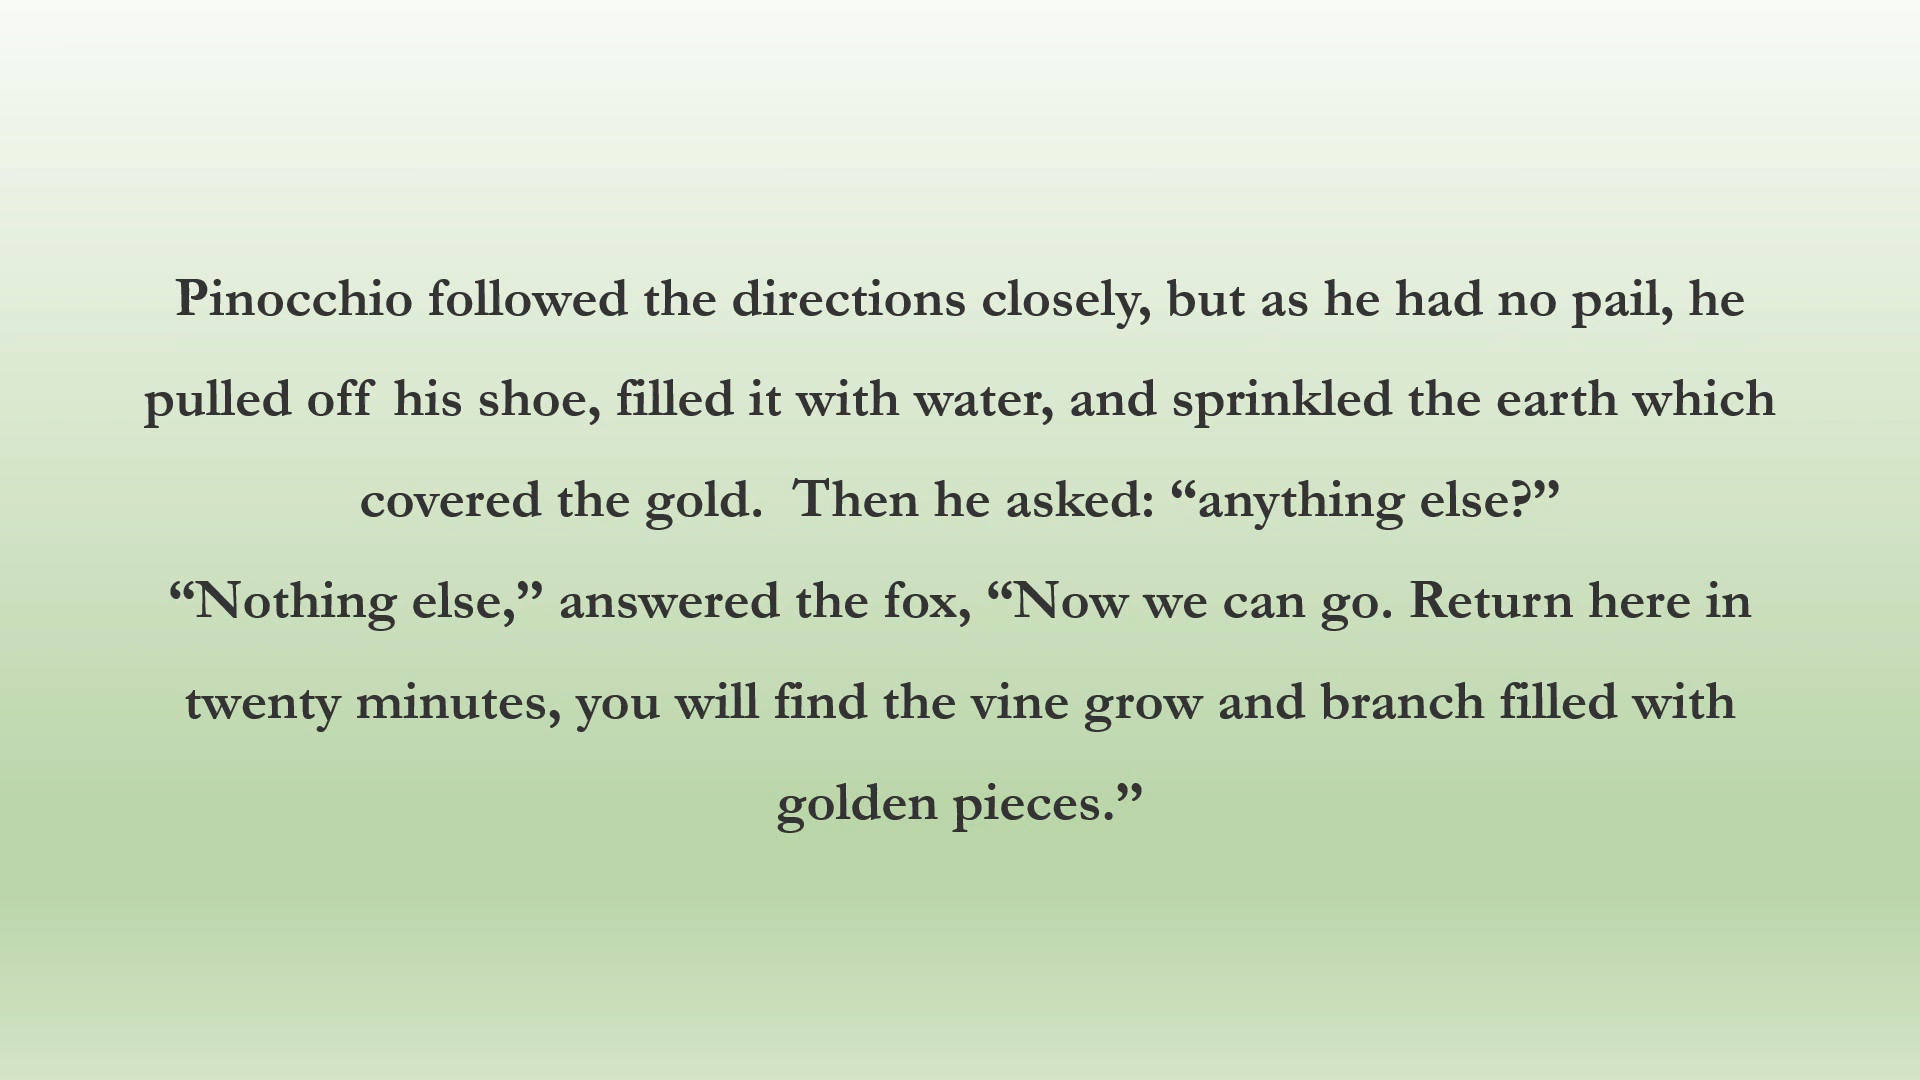 Pinocchio followed the directions closely, but as he had no pail, he
pulled off his shoe, filled it with water, and sprinkled the earth which
covered the gold.  Then he asked: “anything else?”
“Nothing else,” answered the fox, “Now we can go. Return here in
twenty minutes, you will find the vine grow and branch filled with
golden pieces.”